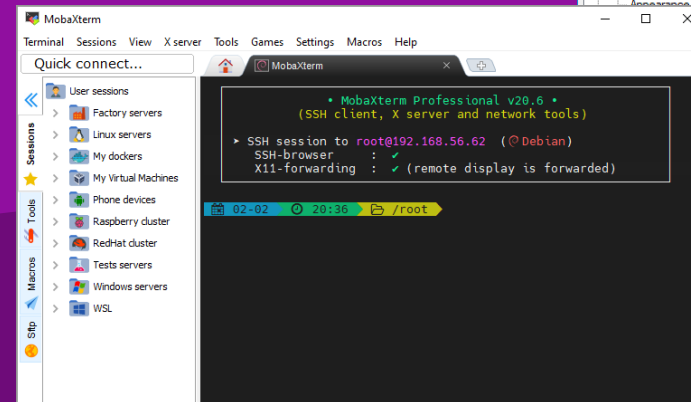 Appearance
MobaXterm
Terminal Sessions View X server Tools Games Settings Macros Help
Quick connect...
MobaXterm
Sessions
Tools
Macros
Sftp
User sessions
Factory servers
Linux servers
My dockers
My Virtual Machines
Phone devices
Raspberry cluster
RedHat cluster
Tests servers
Windows servers
WSL
• MobaXterm Professional v20.6 •
(SSH client, X server and network tools)
➤ SSH session to root@192.168.56.62 (Debian)
SSH-browser : ✔
X11-forwarding : ✔ (remote display is forwarded)
02-02 20:36 /root